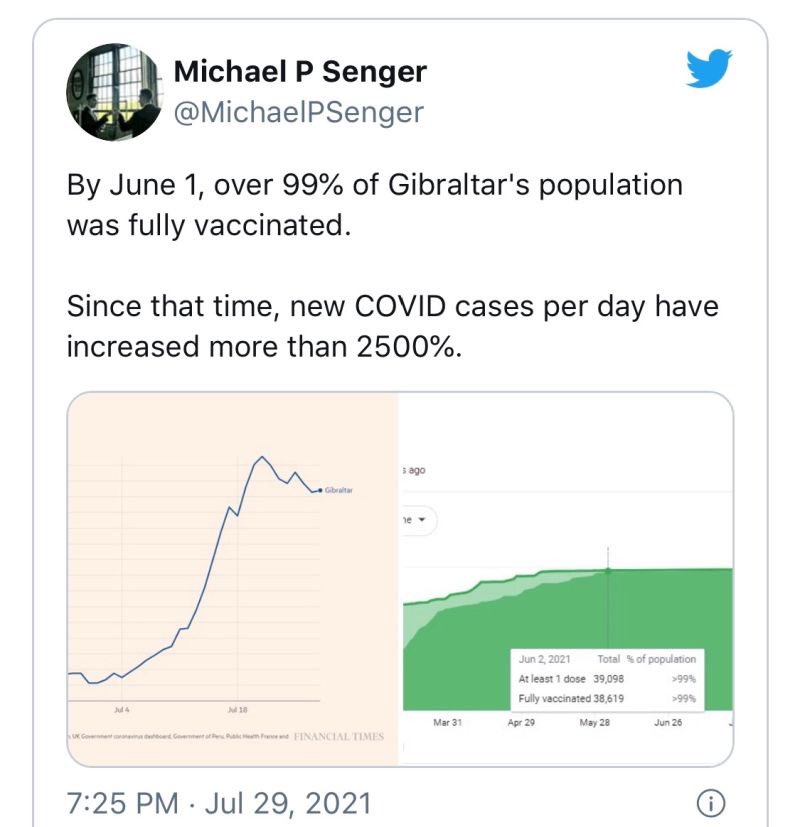 Michael P Senger
@MichaelPSenger
By June 1, over 99% of Gibraltar's population
was fully vaccinated.
Since that time, new COVID cases per day have
increased more than 2500%.
Gibraltar
Jul 4
Jul 18
UK Government coronavirus dashboard, Government of Peru, Public Health France and
FINANCIAL TIMES
s ago
ne
Jun 2, 2021 Total % of population
At least 1 dose 39,098 >99%
Fully vaccinated 38,619 >99%
Mar 31
Apr 29
May 28
Jun 26
7:25 PM · Jul 29, 2021